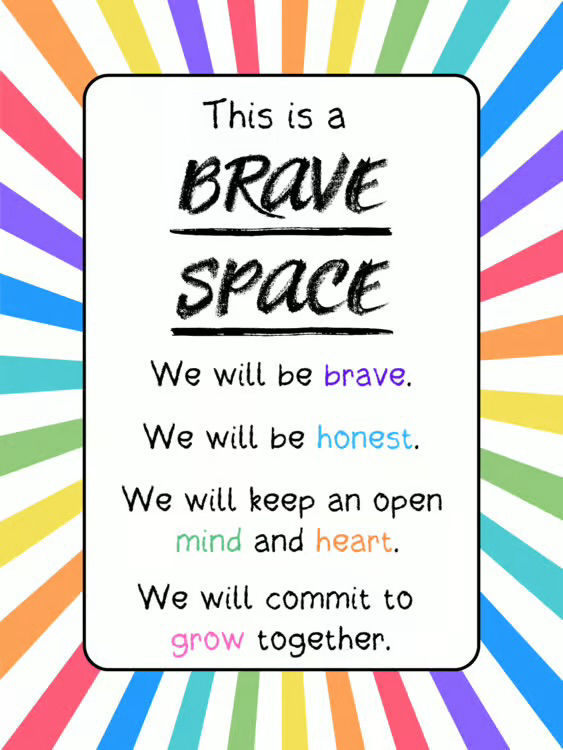 This is a
BRAVE
SPACE
We will be brave.
We will be honest.
We will keep an open
mind and heart.
We will commit to
grow together.